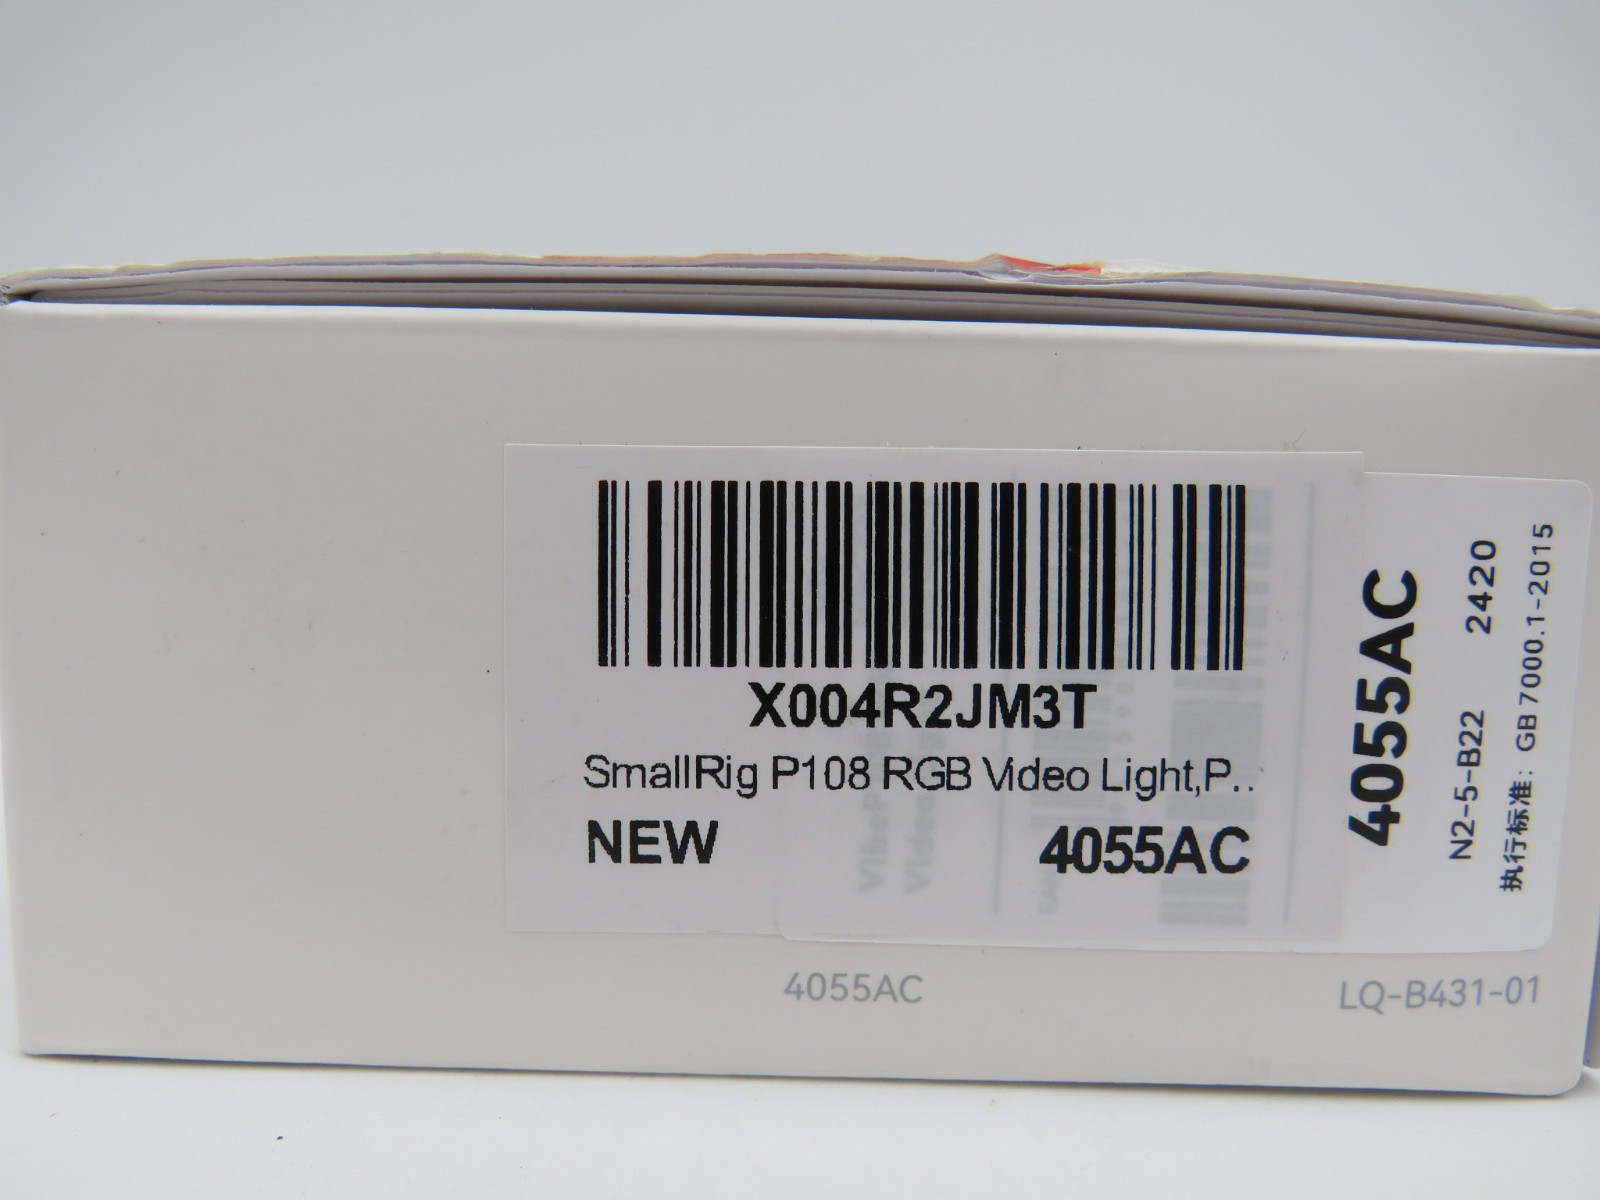 X004R2JM3T
SmallRig P108 RGB Video Light,P..
NEW 4055AC
4055AC
N2-5-B22 2420
执行标准: GB 7000.1-2015
4055AC
LQ-B431-01